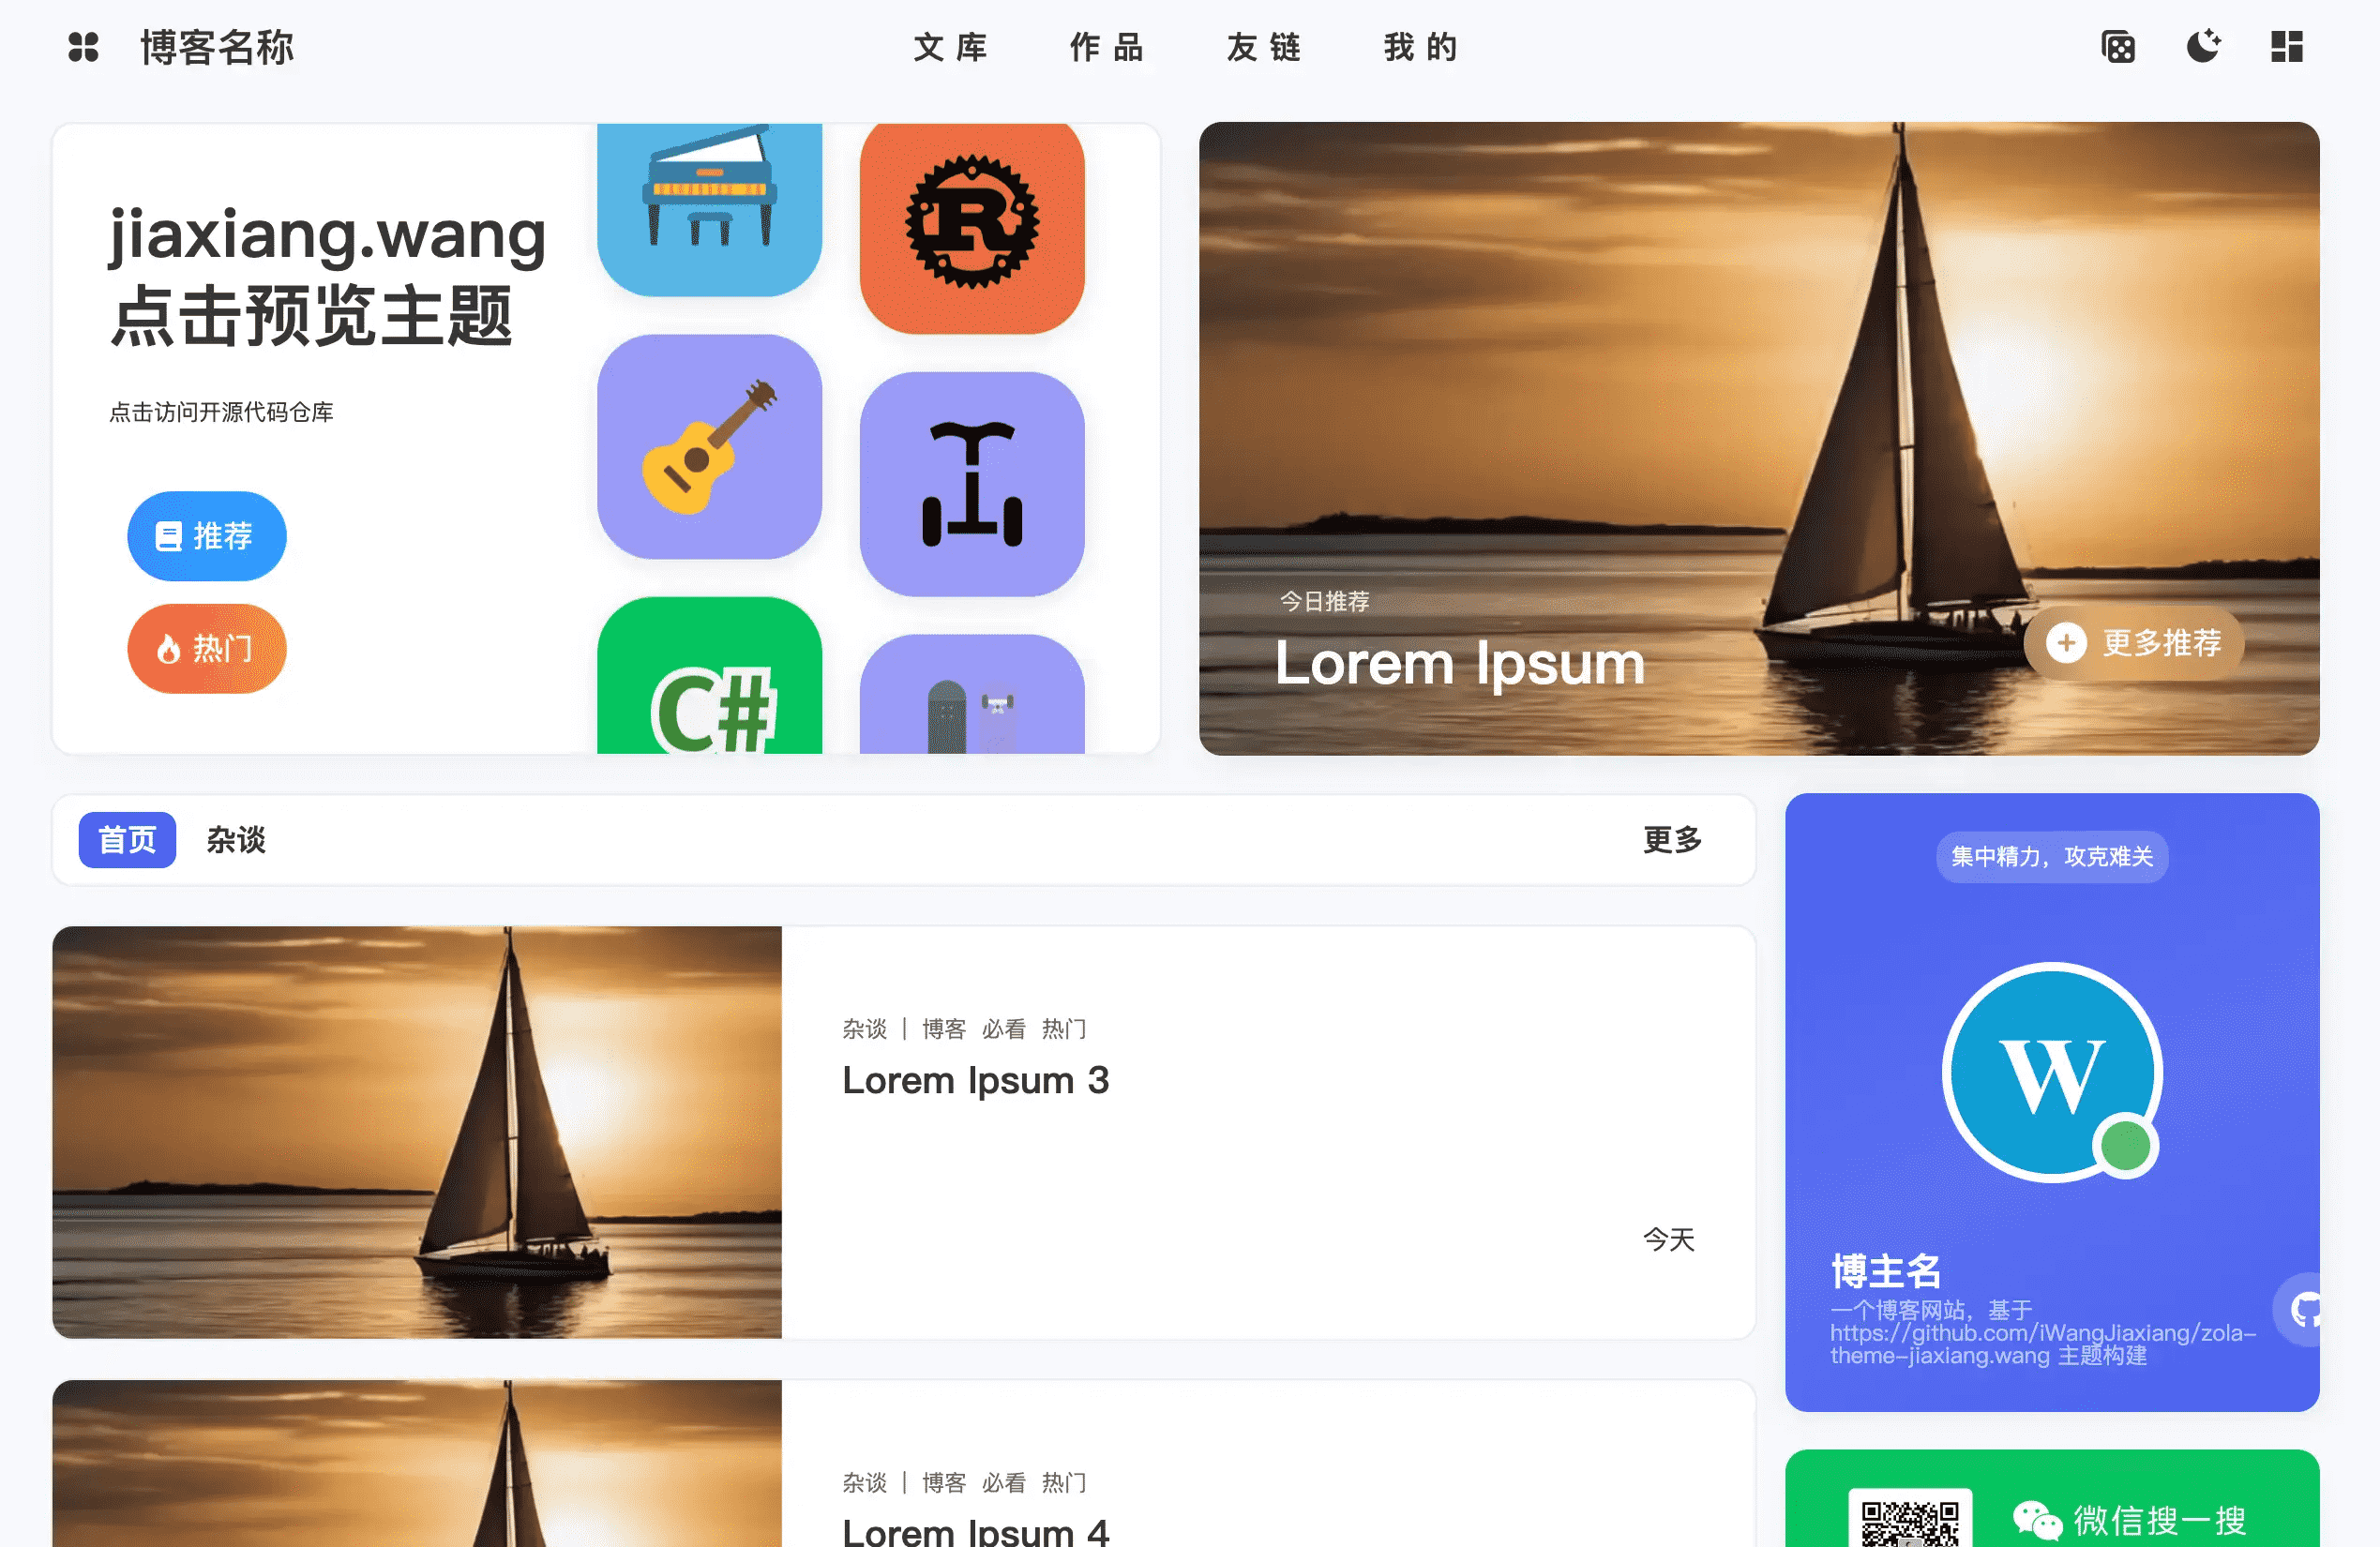 博客名称
文库
作品
友链
我的
jiaxiang.wang
点击预览主题
点击访问开源代码仓库
推荐
热门
R
C#
今日推荐
Lorem Ipsum
更多推荐
首页
杂谈
更多
杂谈 | 博客 必看 热门
Lorem Ipsum 3
今天
杂谈 | 博客 必看 热门
Lorem Ipsum 4
集中精力，攻克难关
W
博主名
一个博客网站，基于
https://github.com/iWangJiaxiang/zola-
theme-jiaxiang.wang 主题构建
微信搜一搜